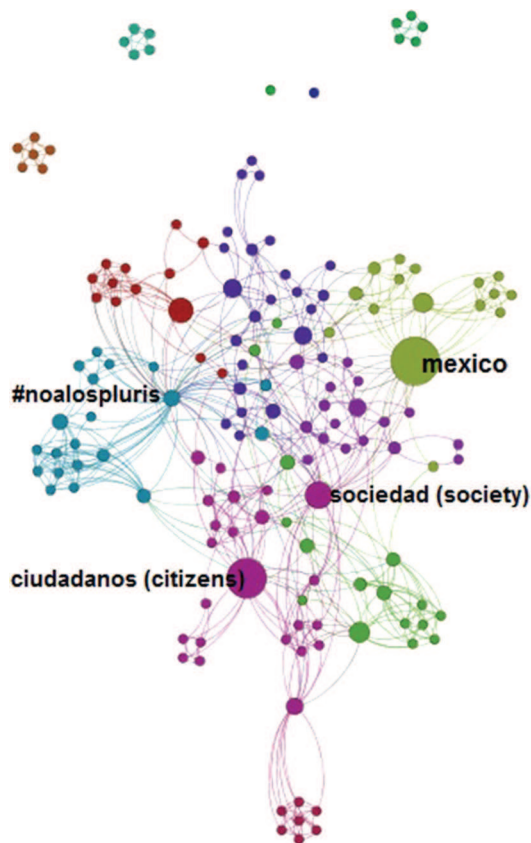 mexico
#noalospluris
sociedad (society)
ciudadanos (citizens)